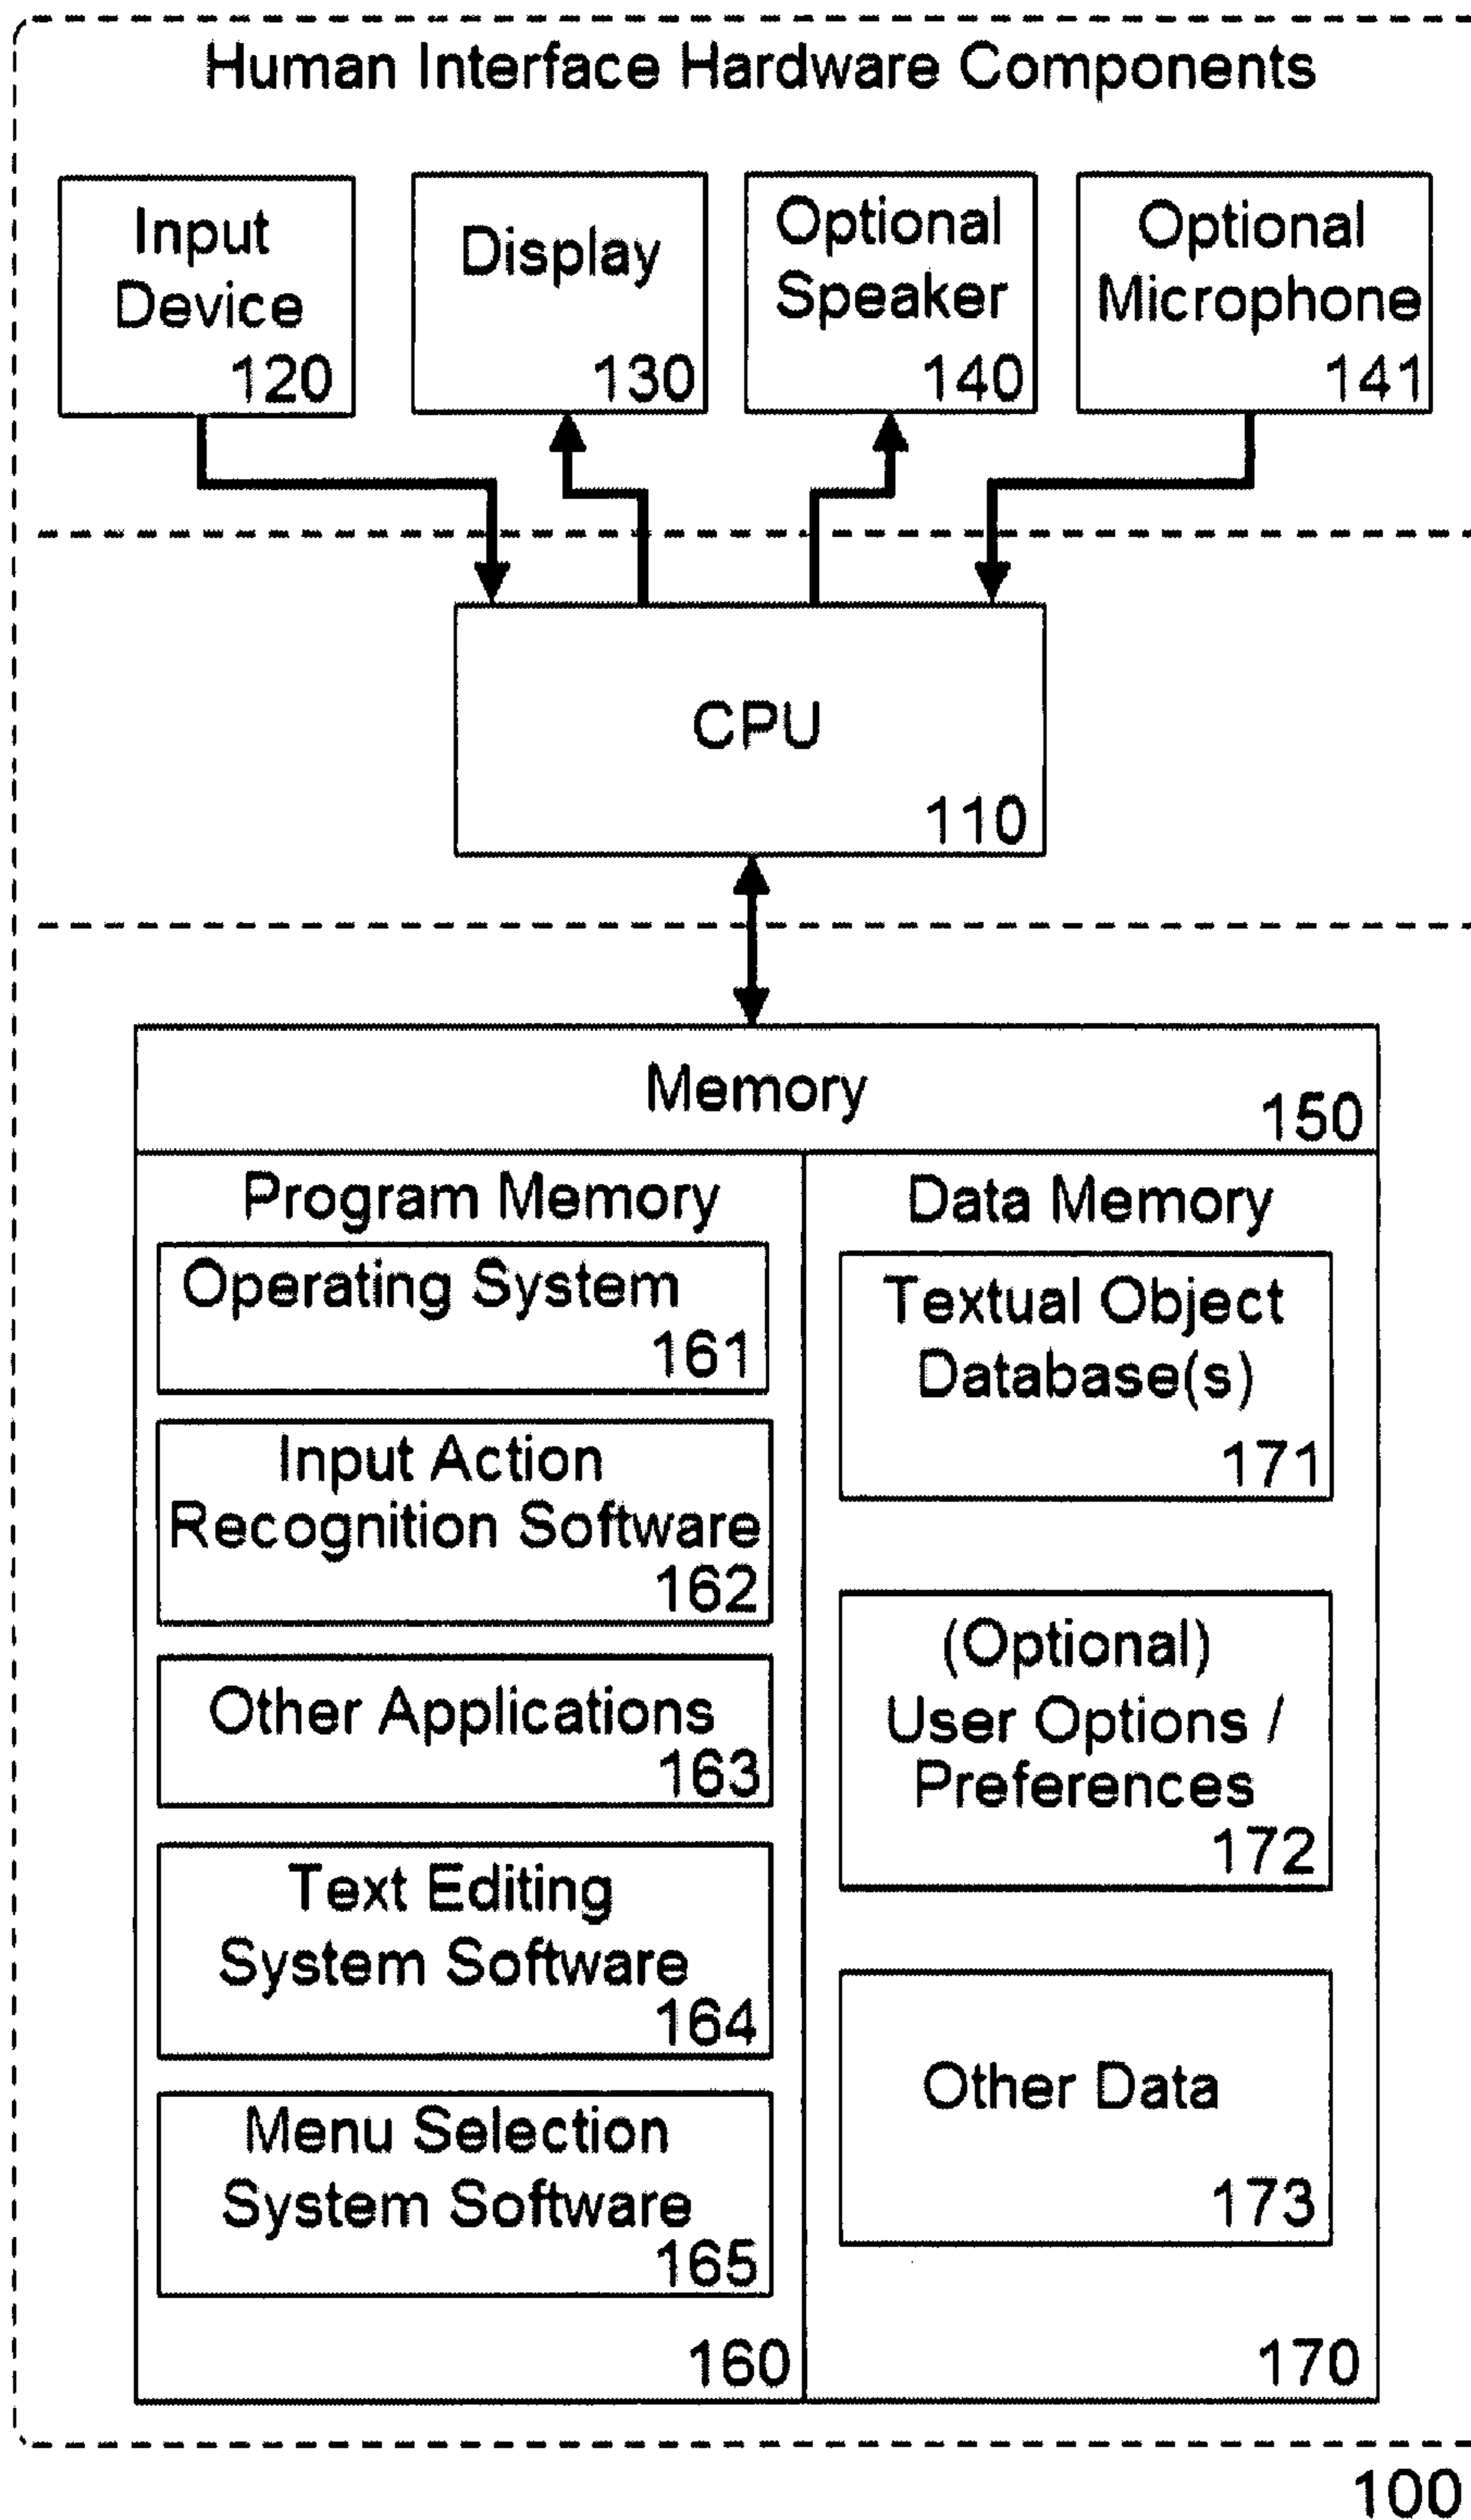 Human Interface Hardware Components
Input
Device
120
Display
130
Optional
Speaker
140
Optional
Microphone
141
CPU
110
Memory
150
Program Memory
Operating System
161
Input Action
Recognition Software
162
Other Applications
163
Text Editing
System Software
164
Menu Selection
System Software
165
160
Data Memory
Textual Object
Database(s)
171
(Optional)
User Options /
Preferences
172
Other Data
173
170
100